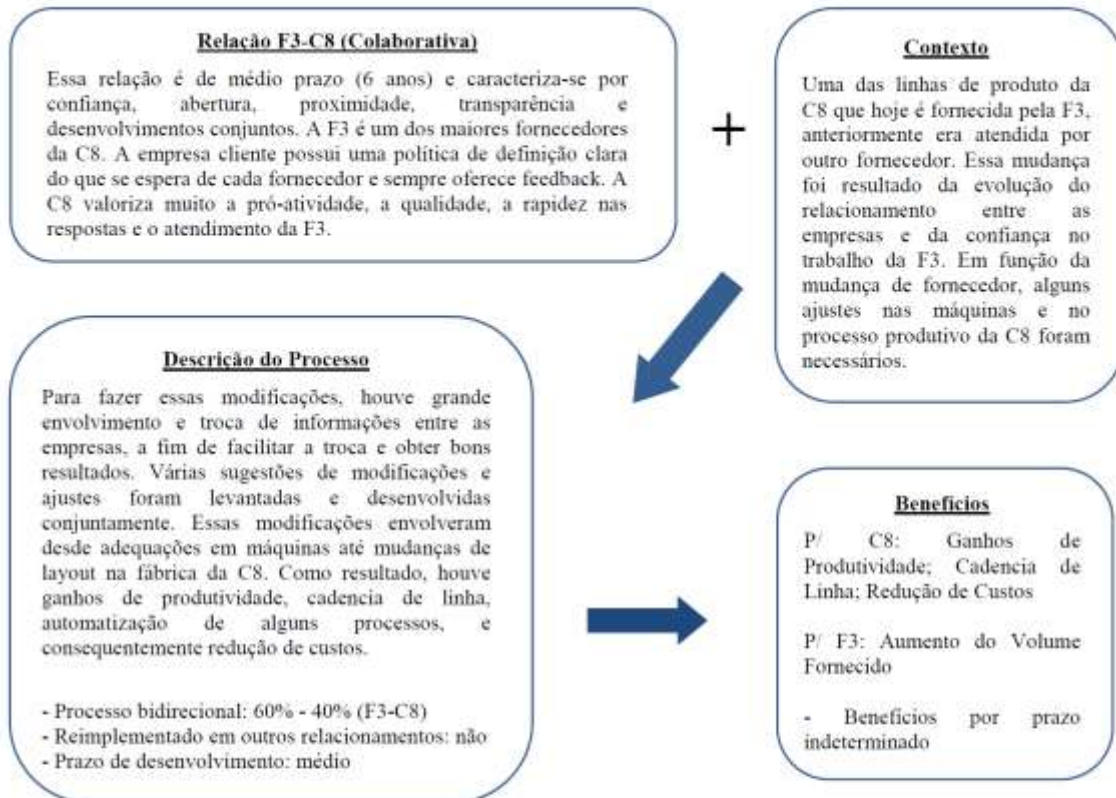 Relação F3-C8 (Colaborativa)
Essa relação é de médio prazo (6 anos) e caracteriza-se por
confiança, abertura, proximidade, transparência e
desenvolvimentos conjuntos. A F3 é um dos maiores fornecedores
da C8. A empresa cliente possui uma política de definição clara
do que se espera de cada fornecedor e sempre oferece feedback. A
C8 valoriza muito a pró-atividade, a qualidade, a rapidez nas
respostas e o atendimento da F3.
+
Contexto
Uma das linhas de produto da
C8 que hoje é fornecida pela F3,
anteriormente era atendida por
outro fornecedor. Essa mudança
foi resultado da evolução do
relacionamento entre as
empresas e da confiança no
trabalho da F3. Em função da
mudança de fornecedor, alguns
ajustes nas máquinas e no
processo produtivo da C8 foram
necessários.
Descrição do Processo
Para fazer essas modificações, houve grande
envolvimento e troca de informações entre as
empresas, a fim de facilitar a troca e obter bons
resultados. Várias sugestões de modificações e
ajustes foram levantadas e desenvolvidas
conjuntamente. Essas modificações envolveram
desde adequações em máquinas até mudanças de
layout na fábrica da C8. Como resultado, houve
ganhos de produtividade, cadencia de linha,
automatização de alguns processos, e
consequentemente redução de custos.
- Processo bidirecional: 60% - 40% (F3-C8)
- Reimplementado em outros relacionamentos: não
- Prazo de desenvolvimento: médio
Benefícios
P/ C8: Ganhos de
Produtividade; Cadencia de
Linha; Redução de Custos
P/ F3: Aumento do Volume
Fornecido
- Benefícios por prazo
indeterminado